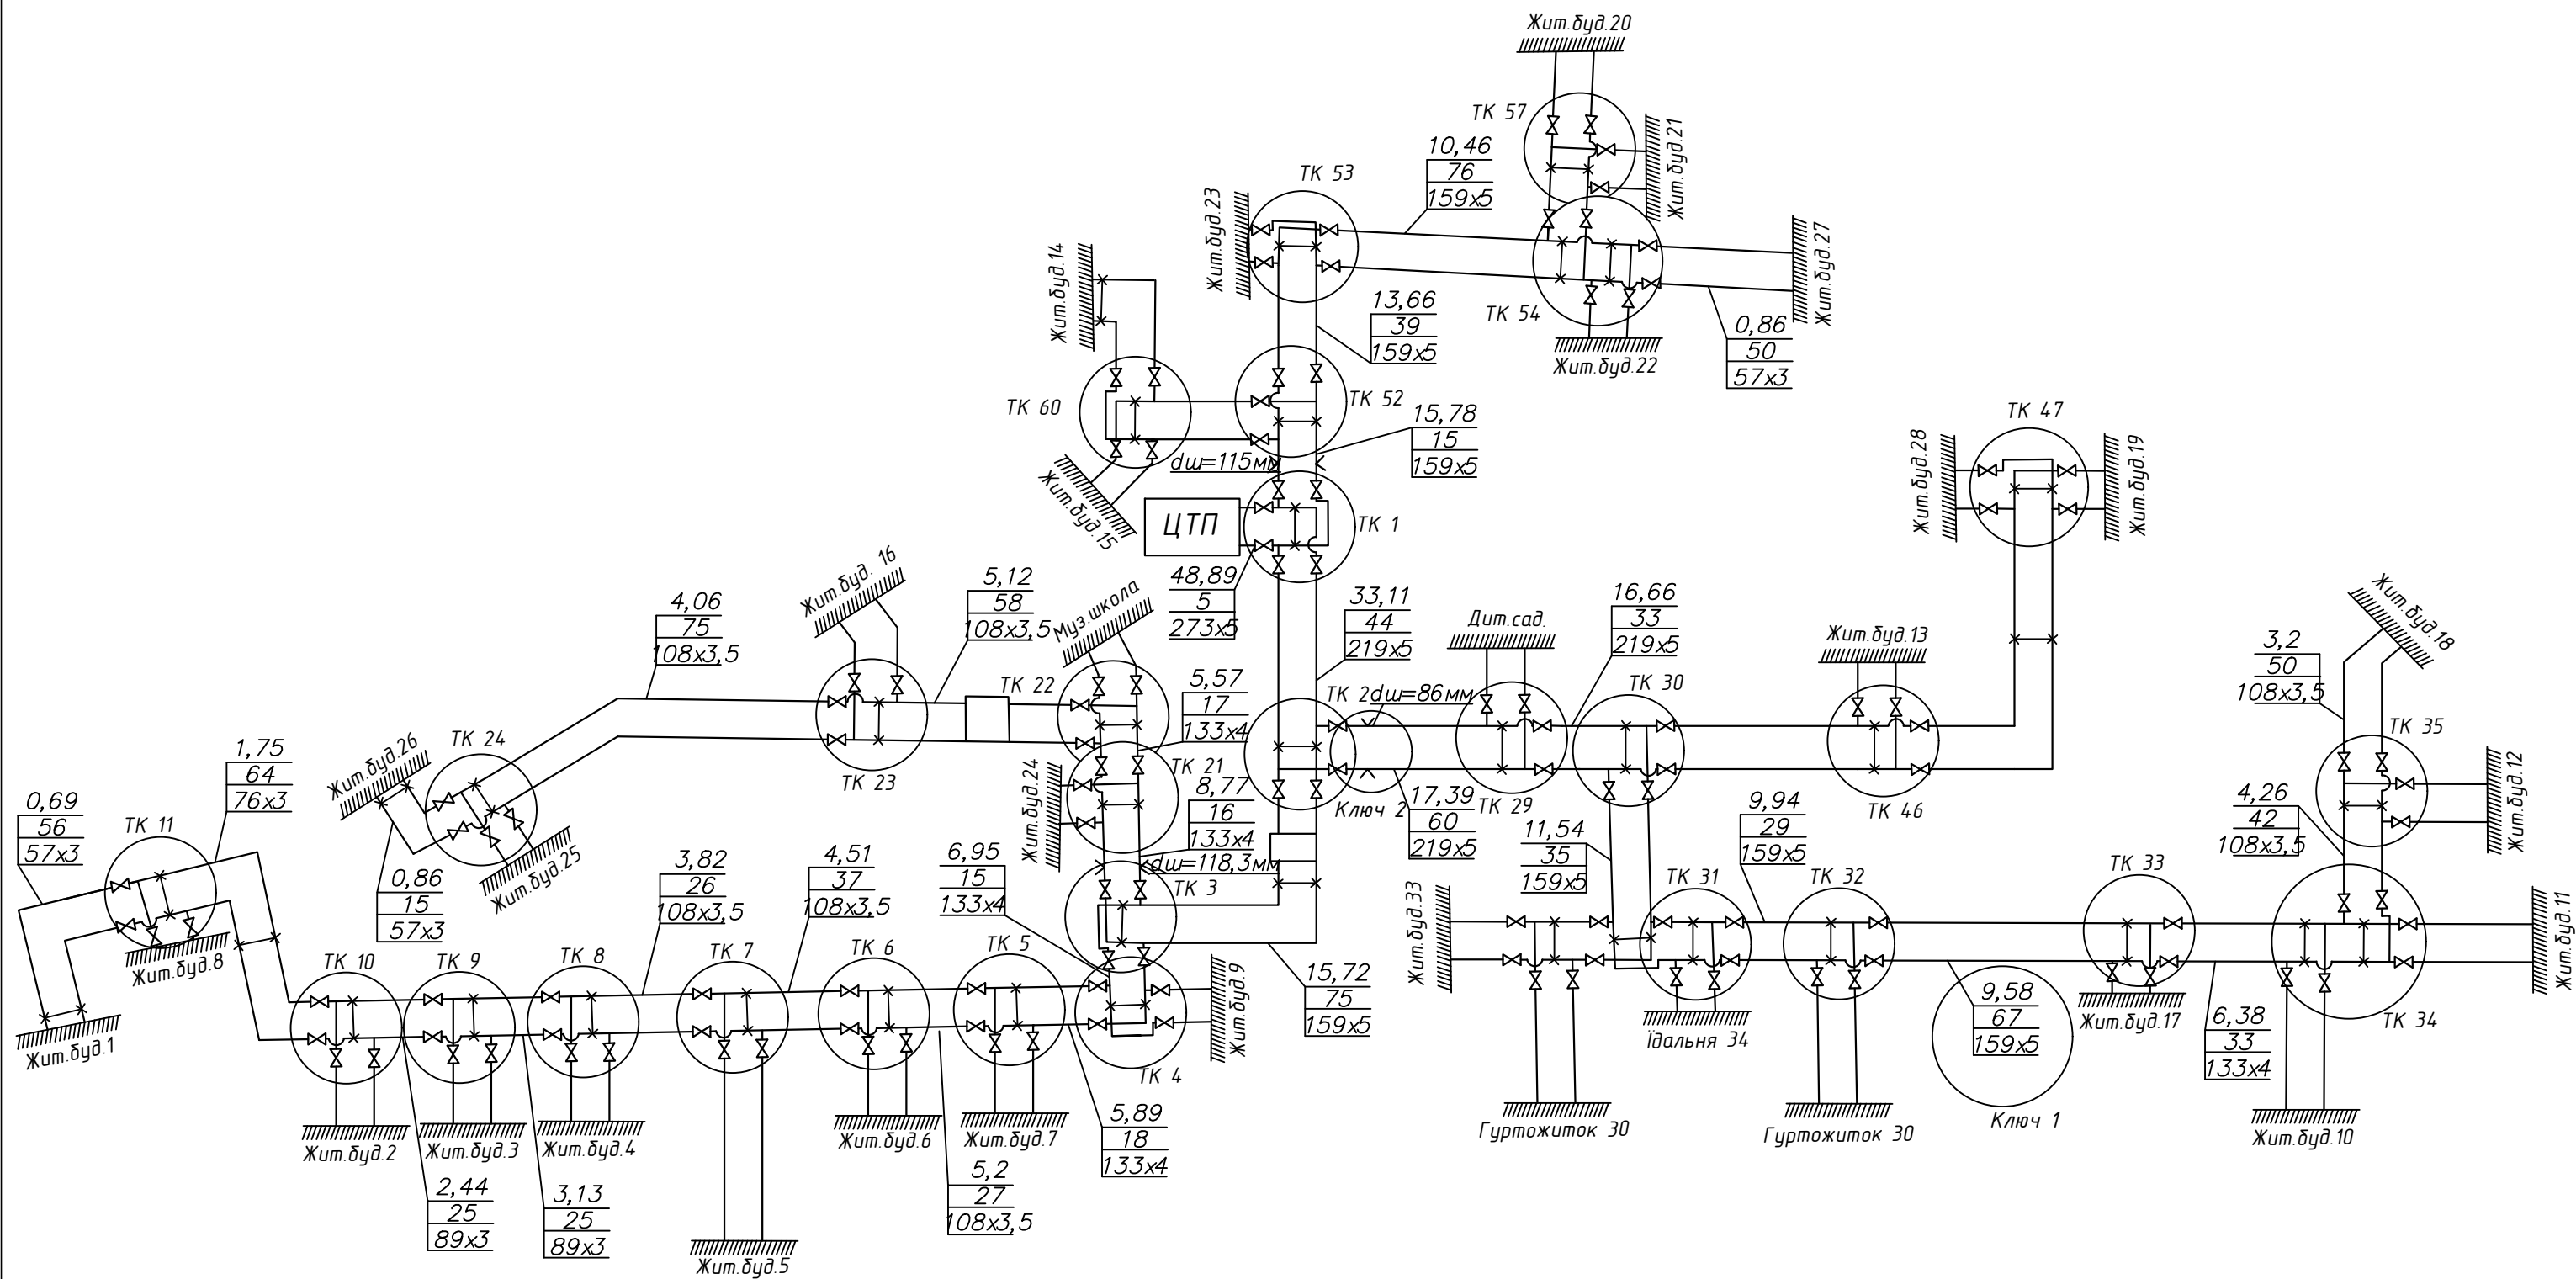 Жит.буд.20
ТК 57
Жит.буд.21
10,46
76
159х5
ТК 53
Жит.буд.23
Жит.буд.27
Жит.буд.14
ТК 54
13,66
39
159х5
0,86
50
57х3
Жит.буд.22
ТК 60
ТК 52
15,78
15
159х5
dш=115мм
Жит.буд.15
ЦТП
ТК 1
ТК 47
Жит.буд.28
Жит.буд.19
48,89
5
273х5
33,11
44
219х5
Дит.сад.
16,66
33
219х5
Жит.буд.13
Жит.буд.18
3,2
50
108х3,5
4,06
75
108х3,5
Жит.буд. 16
5,12
58
108х3,5
Муз.школа
ТК 22
5,57
17
133х4
ТК 2
dш=86мм
ТК 30
ТК 35
Жит.буд.12
ТК 24
Жит.буд.26
ТК 23
ТК 21
Жит.буд.24
8,77
16
133х4
Ключ 2
17,39
60
219х5
ТК 29
ТК 46
4,26
42
108х3,5
1,75
64
76х3
0,69
56
57х3
ТК 11
Жит.буд.25
0,86
15
57х3
3,82
26
108х3,5
4,51
37
108х3,5
6,95
15
133х4
dш=118,3мм
ТК 3
11,54
35
159х5
9,94
29
159х5
Жит.буд.33
ТК 31
ТК 32
ТК 33
Жит.буд.11
Жит.буд.8
Жит.буд.1
ТК 10
ТК 9
ТК 8
ТК 7
ТК 6
ТК 5
Жит.буд.9
ТК 4
15,72
75
159х5
Їдальня 34
9,58
67
159х5
Жит.буд.17
6,38
33
133х4
ТК 34
Ключ 1
Гуртожиток 30
Гуртожиток 30
Жит.буд.10
Жит.буд.2
Жит.буд.3
Жит.буд.4
Жит.буд.6
Жит.буд.7
5,89
18
133х4
2,44
25
89х3
3,13
25
89х3
5,2
27
108х3,5
Жит.буд.5